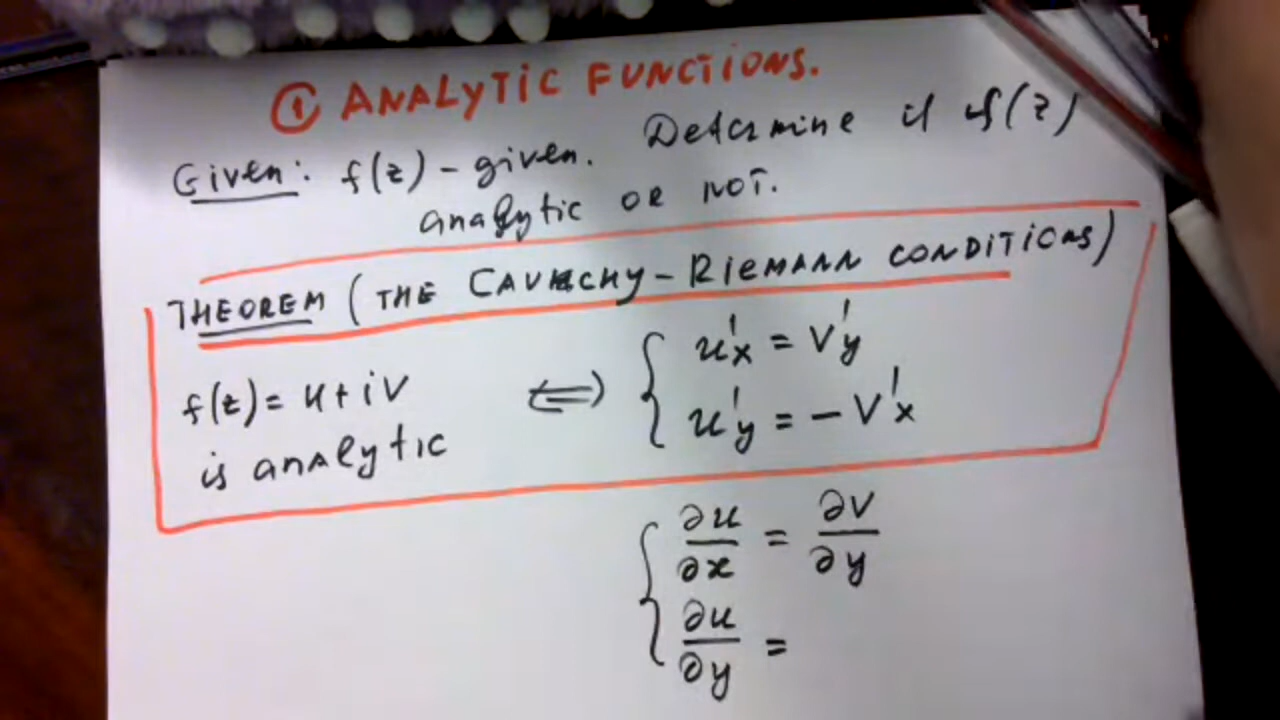 ① ANALYTIC FUNCTIONS.
Given: f(z) – given. Determine if f(z)
analytic OR NOT.
THEOREM (THE CAUCHY – RIEMANN CONDITIONS)
f(z) = u + iv ⟺ { u'x = v'y
is analytic u'y = – v'x
{ ∂u/∂x = ∂v/∂y
∂u/∂y =